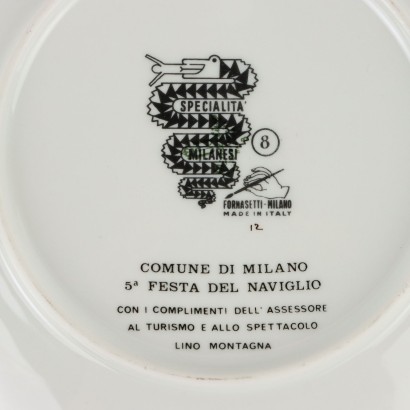 SPECIALITÀ
MILANESI
8
FORNASETTI-MILANO
MADE IN ITALY
12
COMUNE DI MILANO
5ª FESTA DEL NAVIGLIO
CON I COMPLIMENTI DELL'ASSESSORE
AL TURISMO E ALLO SPETTACOLO
LINO MONTAGNA